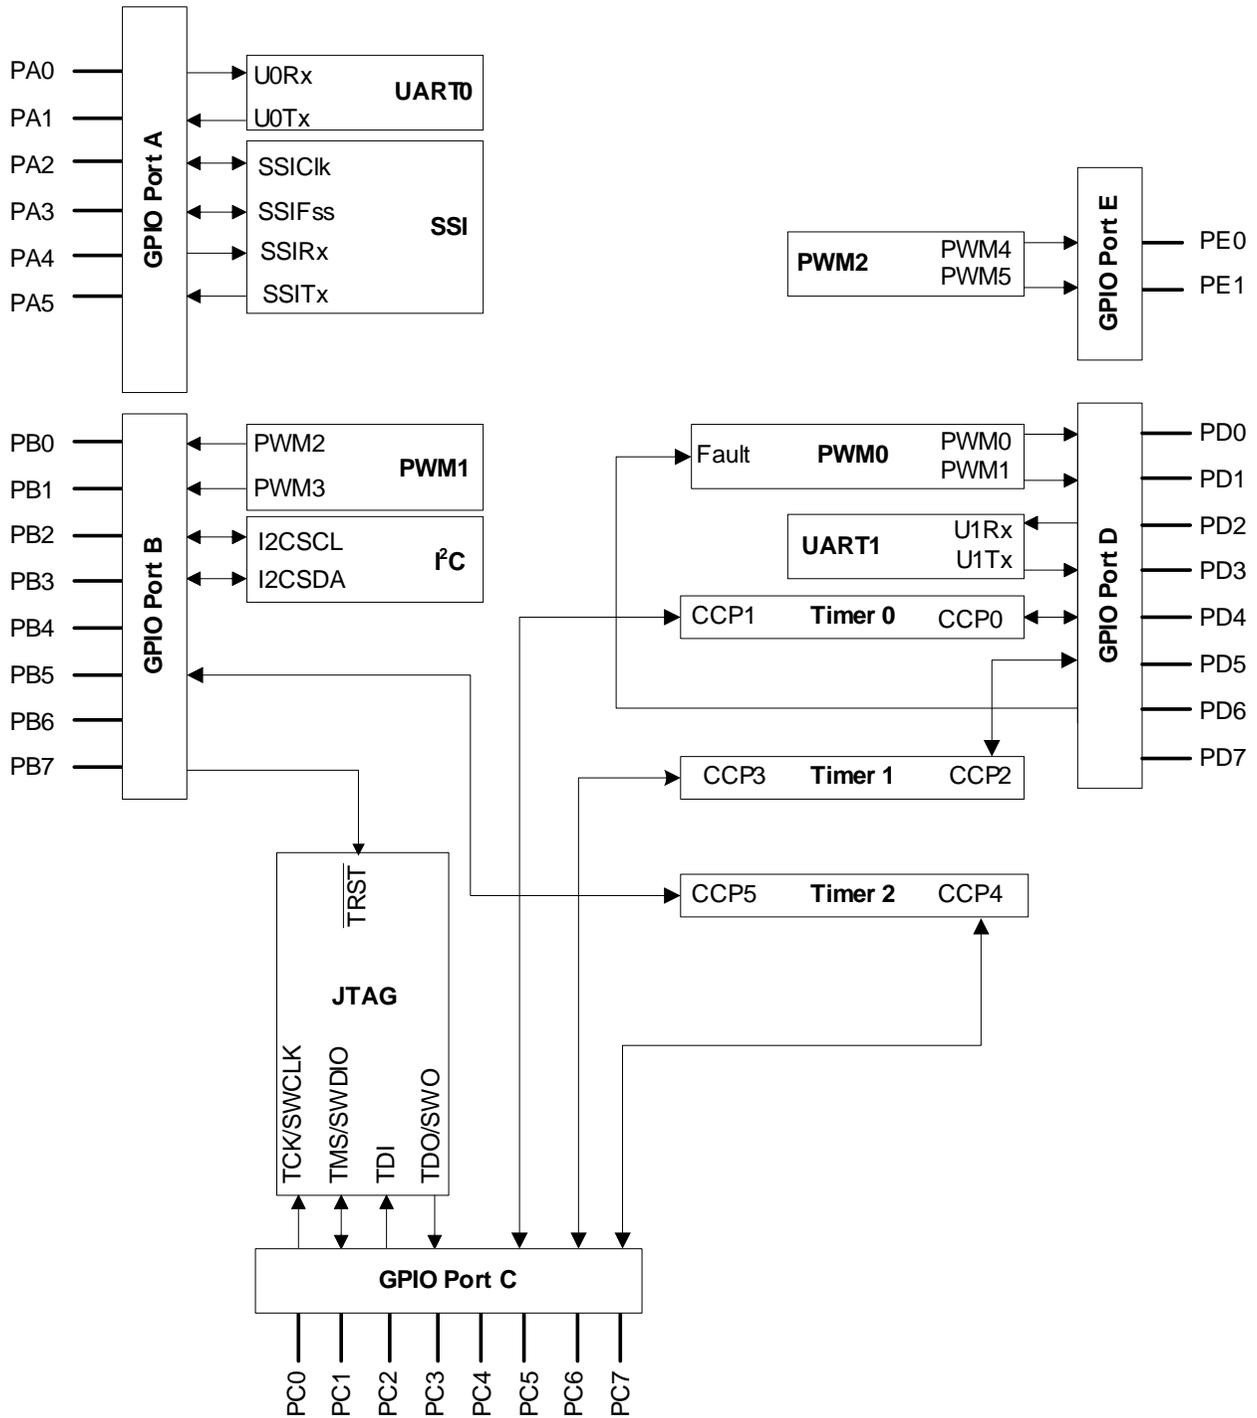 PA0
PA1
PA2
PA3
PA4
PA5
GPIO Port A
U0Rx
U0Tx
UART0
SSIClk
SSIFss
SSIRx
SSITx
SSI
PWM2
PWM4
PWM5
GPIO Port E
PE0
PE1
PB0
PB1
PB2
PB3
PB4
PB5
PB6
PB7
GPIO Port B
PWM2
PWM3
PWM1
I2CSCL
I2CSDA
I²C
Fault
PWM0
PWM0
PWM1
UART1
U1Rx
U1Tx
CCP1
Timer 0
CCP0
CCP3
Timer 1
CCP2
CCP5
Timer 2
CCP4
GPIO Port D
PD0
PD1
PD2
PD3
PD4
PD5
PD6
PD7
TRST
JTAG
TCK/SWCLK
TMS/SWDIO
TDI
TDO/SWO
GPIO Port C
PC0
PC1
PC2
PC3
PC4
PC5
PC6
PC7